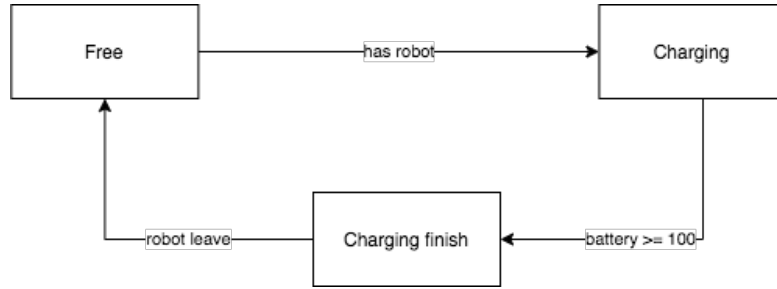 Free
has robot
Charging
robot leave
Charging finish
battery >= 100